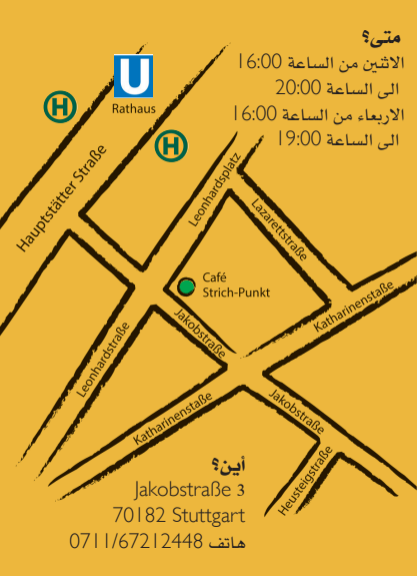 متى؟
الاثنين من الساعة 16:00
الى الساعة 20:00
الاربعاء من الساعة 16:00
الى الساعة 19:00
U
Rathaus
H
H
Hauptstätter Straße
Leonhardsplatz
Lazarettstraße
Café
Strich-Punkt
Katharinenstaße
Jakobstraße
Leonhardstraße
Katharinenstaße
Jakobstraße
Heusteigstraße
أين؟
Jakobstraße 3
70182 Stuttgart
هاتف 0711/67212448